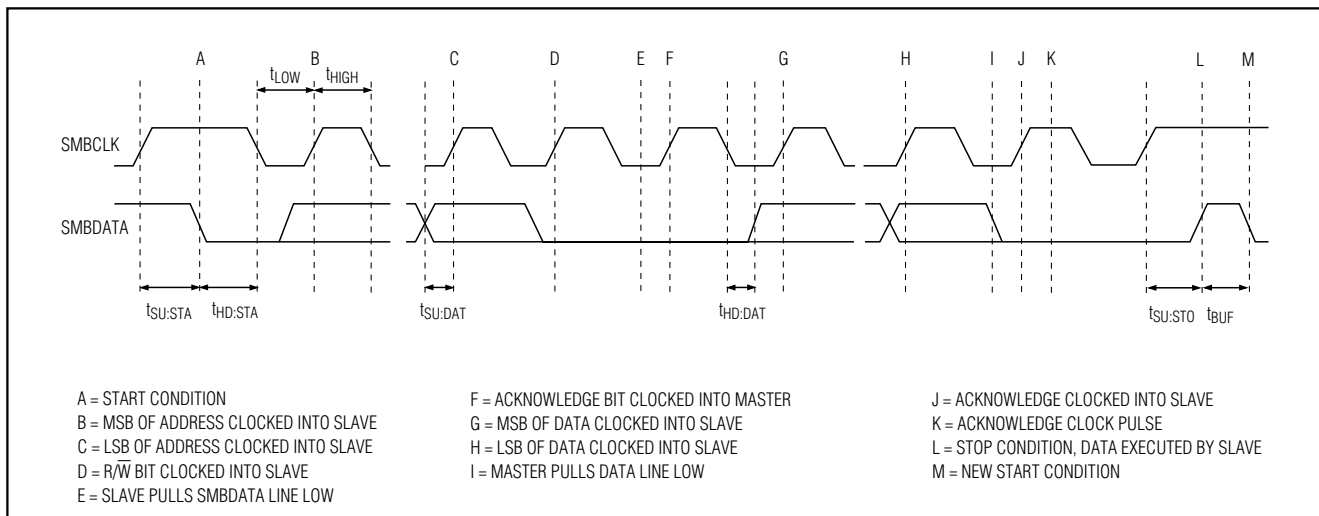 A B C D E F G H I J K L M
tLOW tHIGH
SMBCLK
SMBDATA
tSU:STA tHD:STA tSU:DAT tHD:DAT tSU:STO tBUF
A = START CONDITION
B = MSB OF ADDRESS CLOCKED INTO SLAVE
C = LSB OF ADDRESS CLOCKED INTO SLAVE
D = R/W̅ BIT CLOCKED INTO SLAVE
E = SLAVE PULLS SMBDATA LINE LOW
F = ACKNOWLEDGE BIT CLOCKED INTO MASTER
G = MSB OF DATA CLOCKED INTO SLAVE
H = LSB OF DATA CLOCKED INTO SLAVE
I = MASTER PULLS DATA LINE LOW
J = ACKNOWLEDGE CLOCKED INTO SLAVE
K = ACKNOWLEDGE CLOCK PULSE
L = STOP CONDITION, DATA EXECUTED BY SLAVE
M = NEW START CONDITION